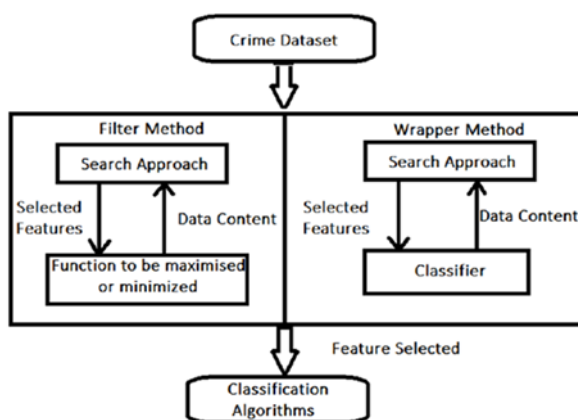 Crime Dataset
Filter Method
Search Approach
Selected
Features
Data Content
Function to be maximised
or minimized
Wrapper Method
Search Approach
Selected
Features
Data Content
Classifier
Feature Selected
Classification
Algorithms